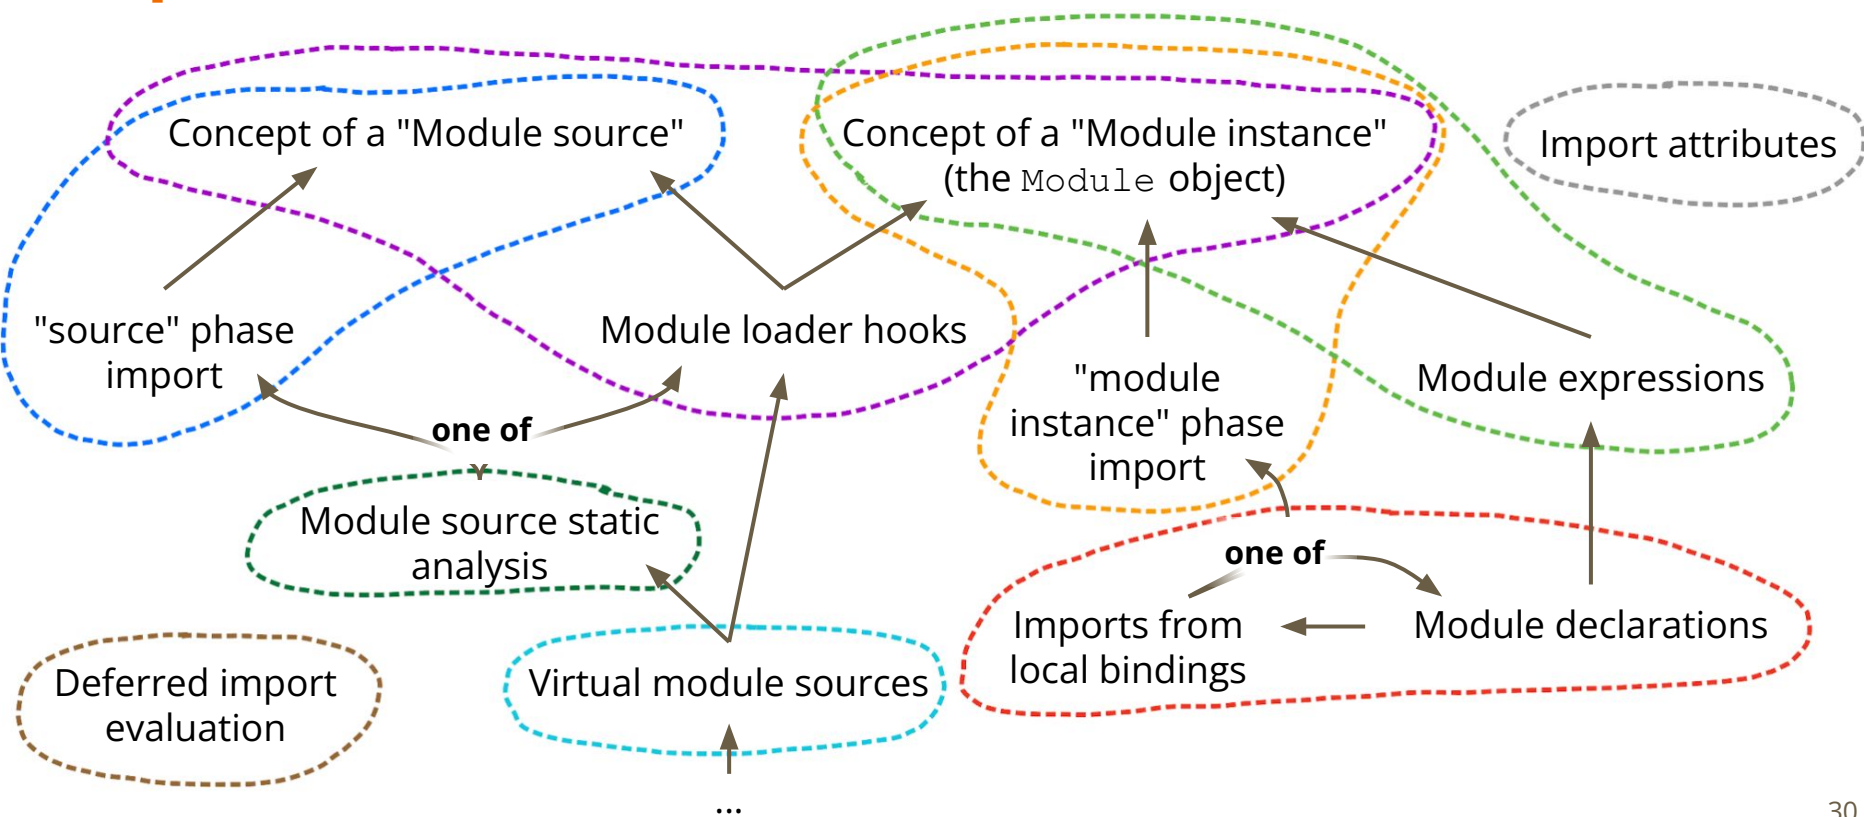 Concept of a "Module source"
Concept of a "Module instance"
(the Module object)
Import attributes
"source" phase
import
Module loader hooks
"module
instance" phase
import
Module expressions
one of
Module source static
analysis
one of
Imports from
local bindings
Module declarations
Deferred import
evaluation
Virtual module sources
...
30